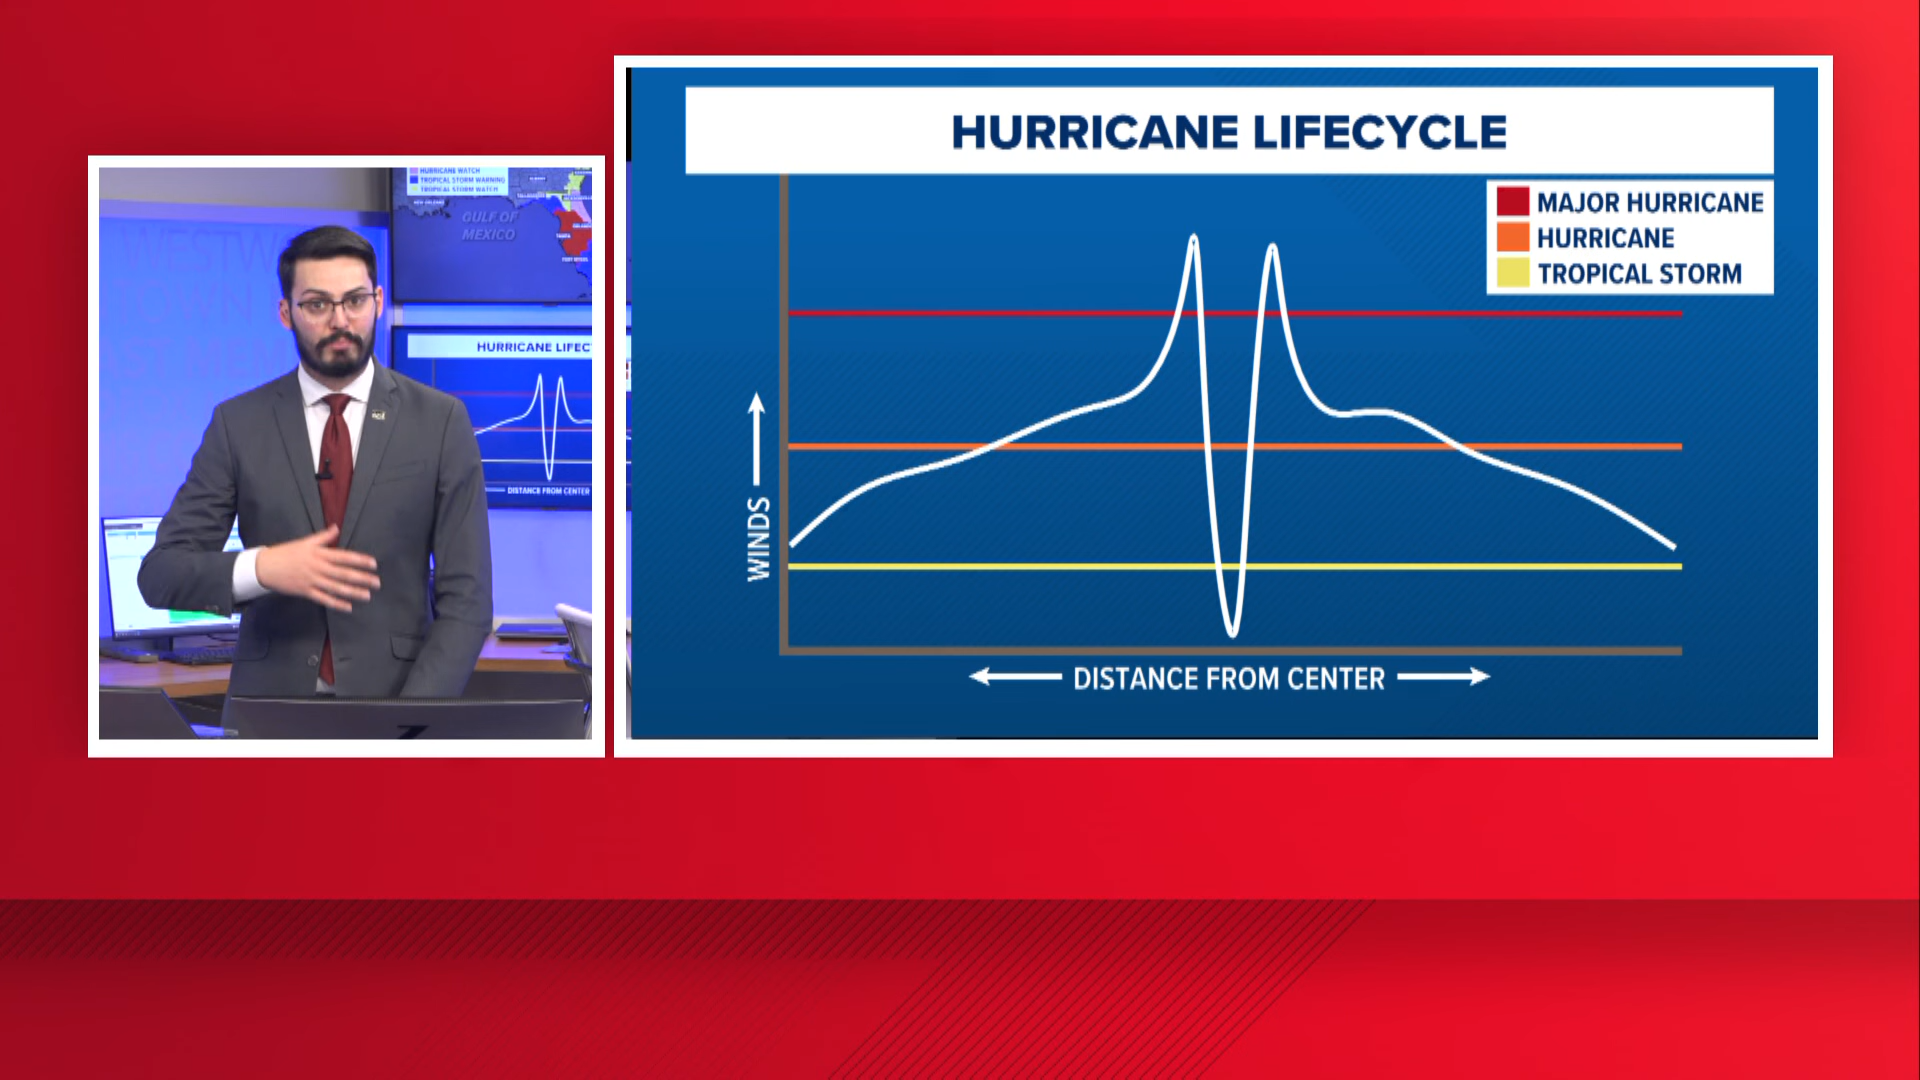 HURRICANE WATCH
TROPICAL STORM WARNING
TROPICAL STORM WATCH
GULF OF
MEXICO
HURRICANE LIFEC
DISTANCE FROM CENTER
HURRICANE LIFECYCLE
MAJOR HURRICANE
HURRICANE
TROPICAL STORM
WINDS
DISTANCE FROM CENTER